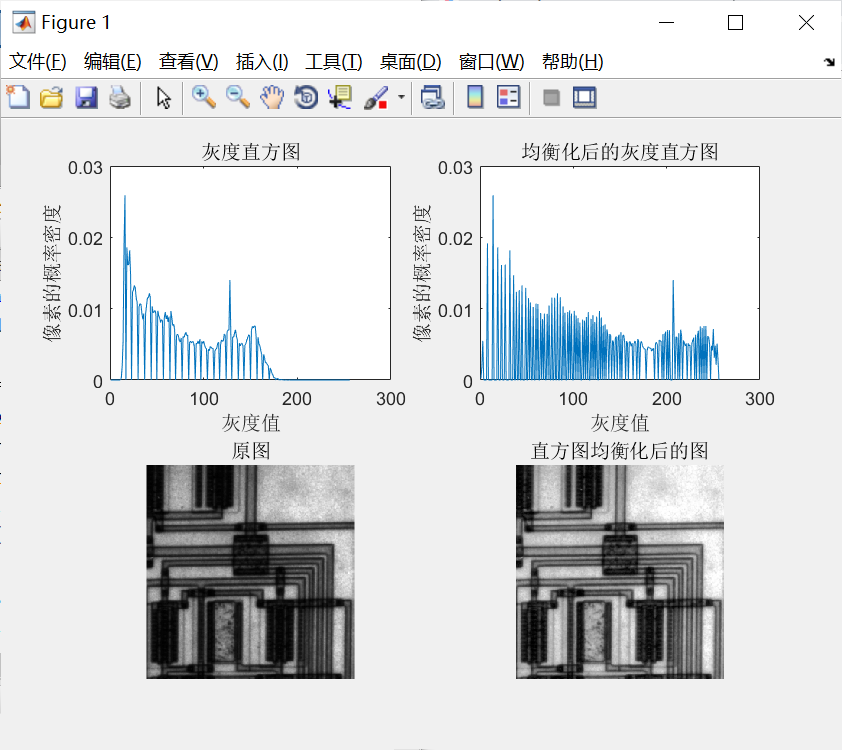 Figure 1
文件(F) 编辑(E) 查看(V) 插入(I) 工具(T) 桌面(D) 窗口(W) 帮助(H)
灰度直方图
0.03
0.02
0.01
0
像素的概率密度
0 100 200 300
灰度值
均衡化后的灰度直方图
0.03
0.02
0.01
0
像素的概率密度
0 100 200 300
灰度值
原图
直方图均衡化后的图